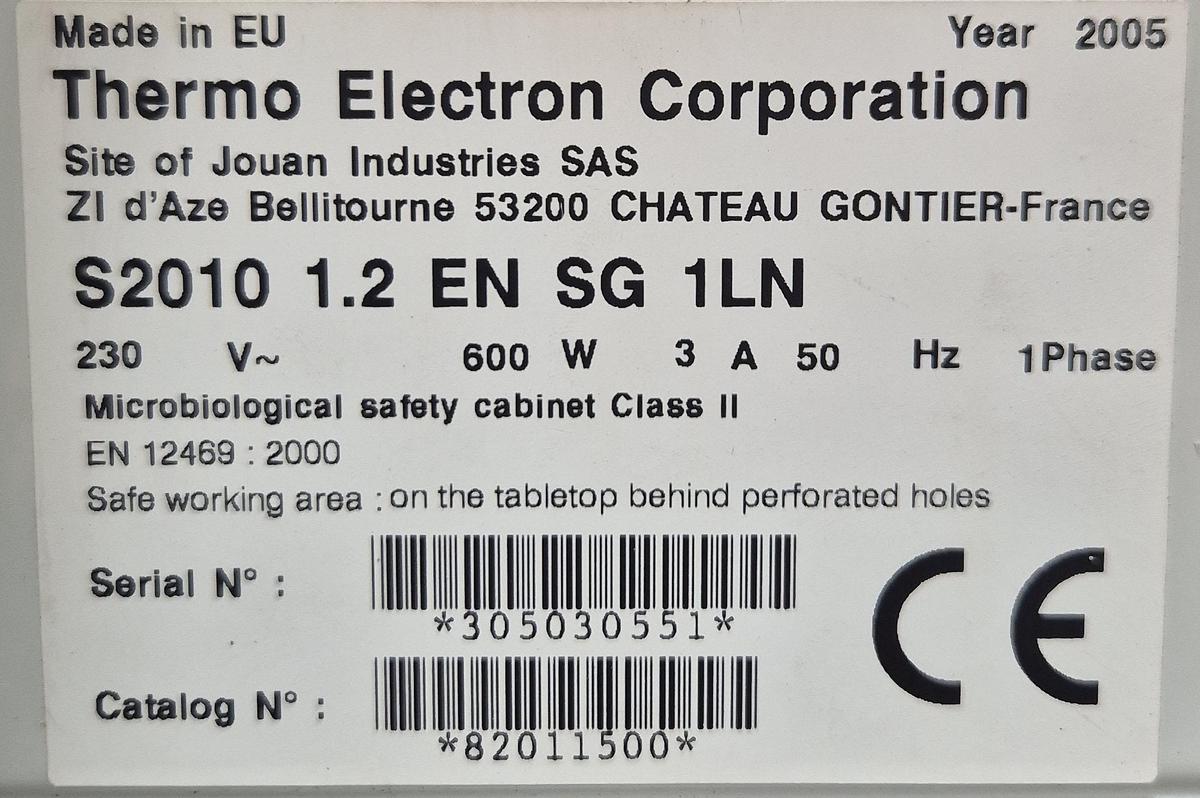 Made in EU Year 2005
Thermo Electron Corporation
Site of Jouan Industries SAS
ZI d'Aze Bellitourne 53200 CHATEAU GONTIER-France
S2010 1.2 EN SG 1LN
230 V~ 600 W 3 A 50 Hz 1Phase
Microbiological safety cabinet Class II
EN 12469 : 2000
Safe working area : on the tabletop behind perforated holes
Serial N° :
*305030551*
CE
Catalog N° :
*82011500*